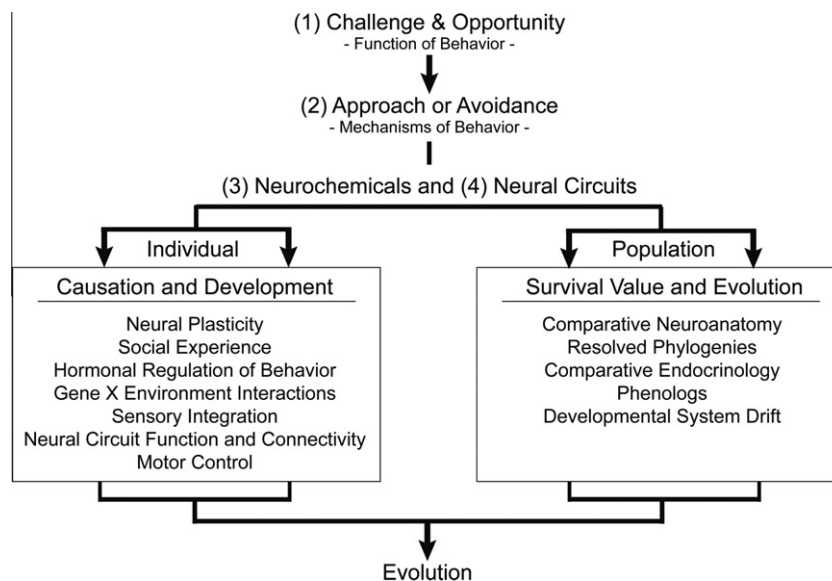 (1) Challenge & Opportunity
- Function of Behavior -
(2) Approach or Avoidance
- Mechanisms of Behavior -
(3) Neurochemicals and (4) Neural Circuits
Individual
Causation and Development
Neural Plasticity
Social Experience
Hormonal Regulation of Behavior
Gene X Environment Interactions
Sensory Integration
Neural Circuit Function and Connectivity
Motor Control
Population
Survival Value and Evolution
Comparative Neuroanatomy
Resolved Phylogenies
Comparative Endocrinology
Phenologs
Developmental System Drift
Evolution